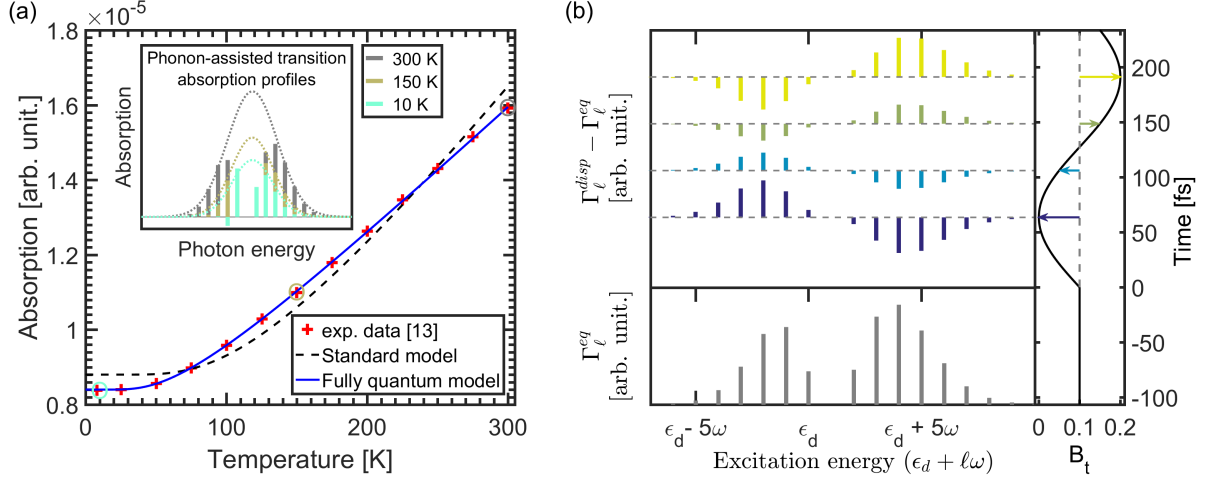 (a)
×10⁻⁵
1.8
1.6
1.4
1.2
1
0.8
Absorption [arb. unit.]
Phonon-assisted transition
absorption profiles
Absorption
Photon energy
300 K
150 K
10 K
exp. data [13]
Standard model
Fully quantum model
0
100
200
300
Temperature [K]
(b)
Γ_ℓ^{disp} − Γ_ℓ^{eq}
[arb. unit.]
Γ_ℓ^{eq}
[arb. unit.]
ϵ_d - 5ω
ϵ_d
ϵ_d + 5ω
Excitation energy (ϵ_d + ℓω)
200
150
100
50
0
-50
-100
Time [fs]
0
0.1
0.2
B_t